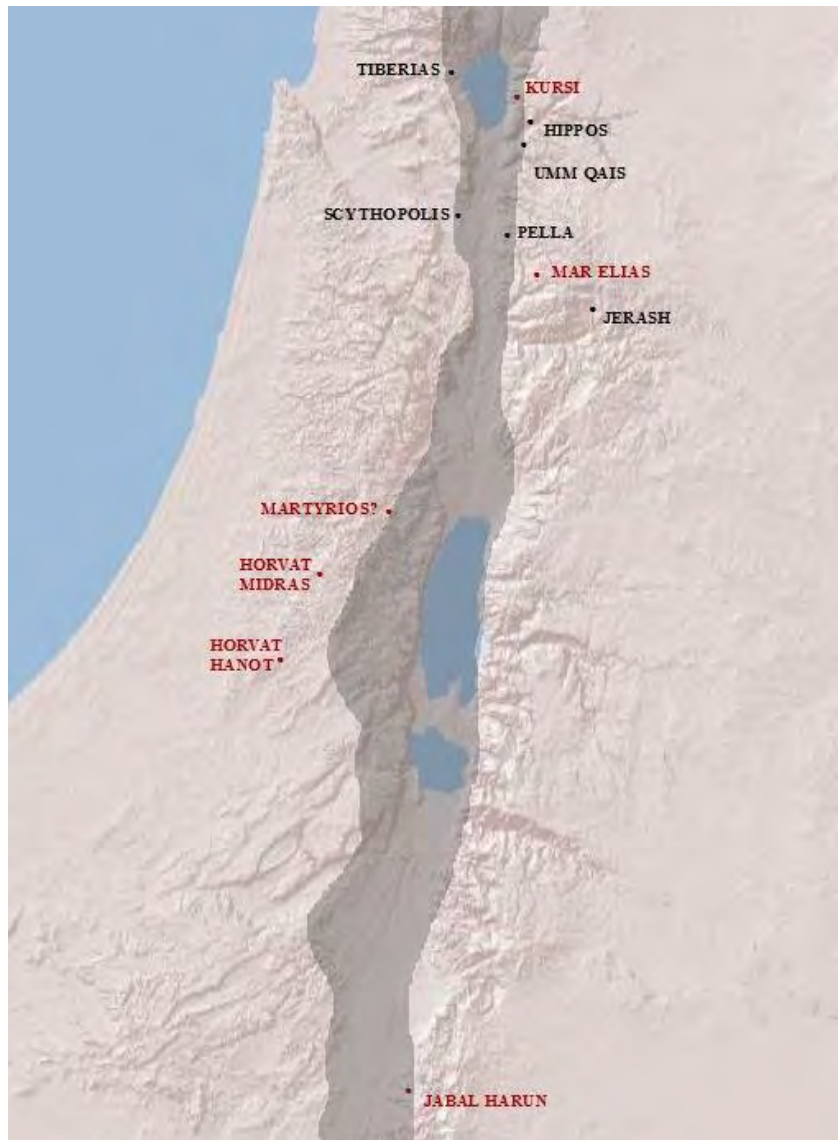 TIBERIAS
KURSI
HIPPOS
UMM QAIS
SCYTHOPOLIS
PELLA
MAR ELIAS
JERASH
MARTYRIOS?
HORVAT
MIDRAS
HORVAT
HANOT
JABAL HARUN